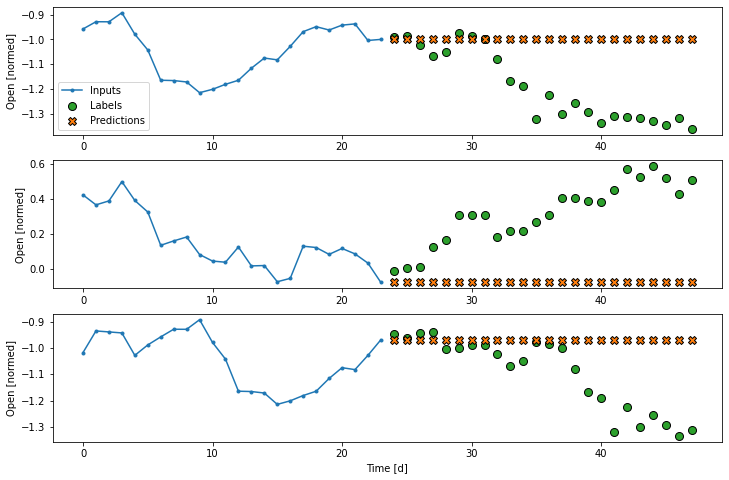 −0.9
−1.0
−1.1
−1.2
−1.3
Open [normed]
Inputs
Labels
Predictions
0 10 20 30 40
0.6
0.4
0.2
0.0
Open [normed]
0 10 20 30 40
−0.9
−1.0
−1.1
−1.2
−1.3
Open [normed]
0 10 20 30 40
Time [d]